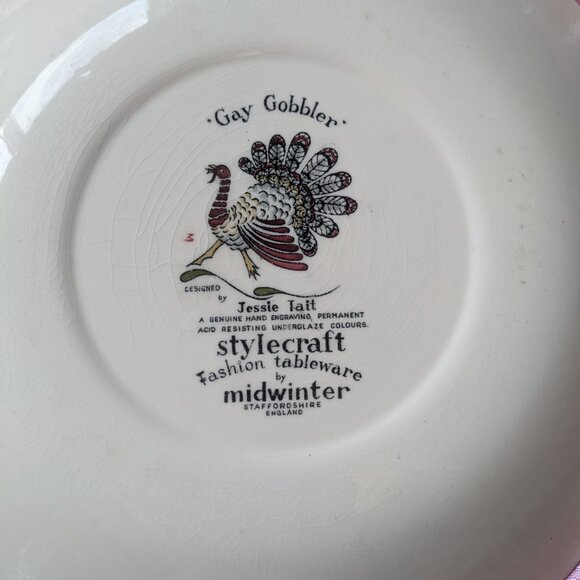 ·Gay Gobbler·
M
DESIGNED
by
Jessie Tait
A GENUINE HAND ENGRAVING, PERMANENT
ACID RESISTING UNDERGLAZE COLOURS.
stylecraft
Fashion tableware
by
midwinter
STAFFORDSHIRE
ENGLAND